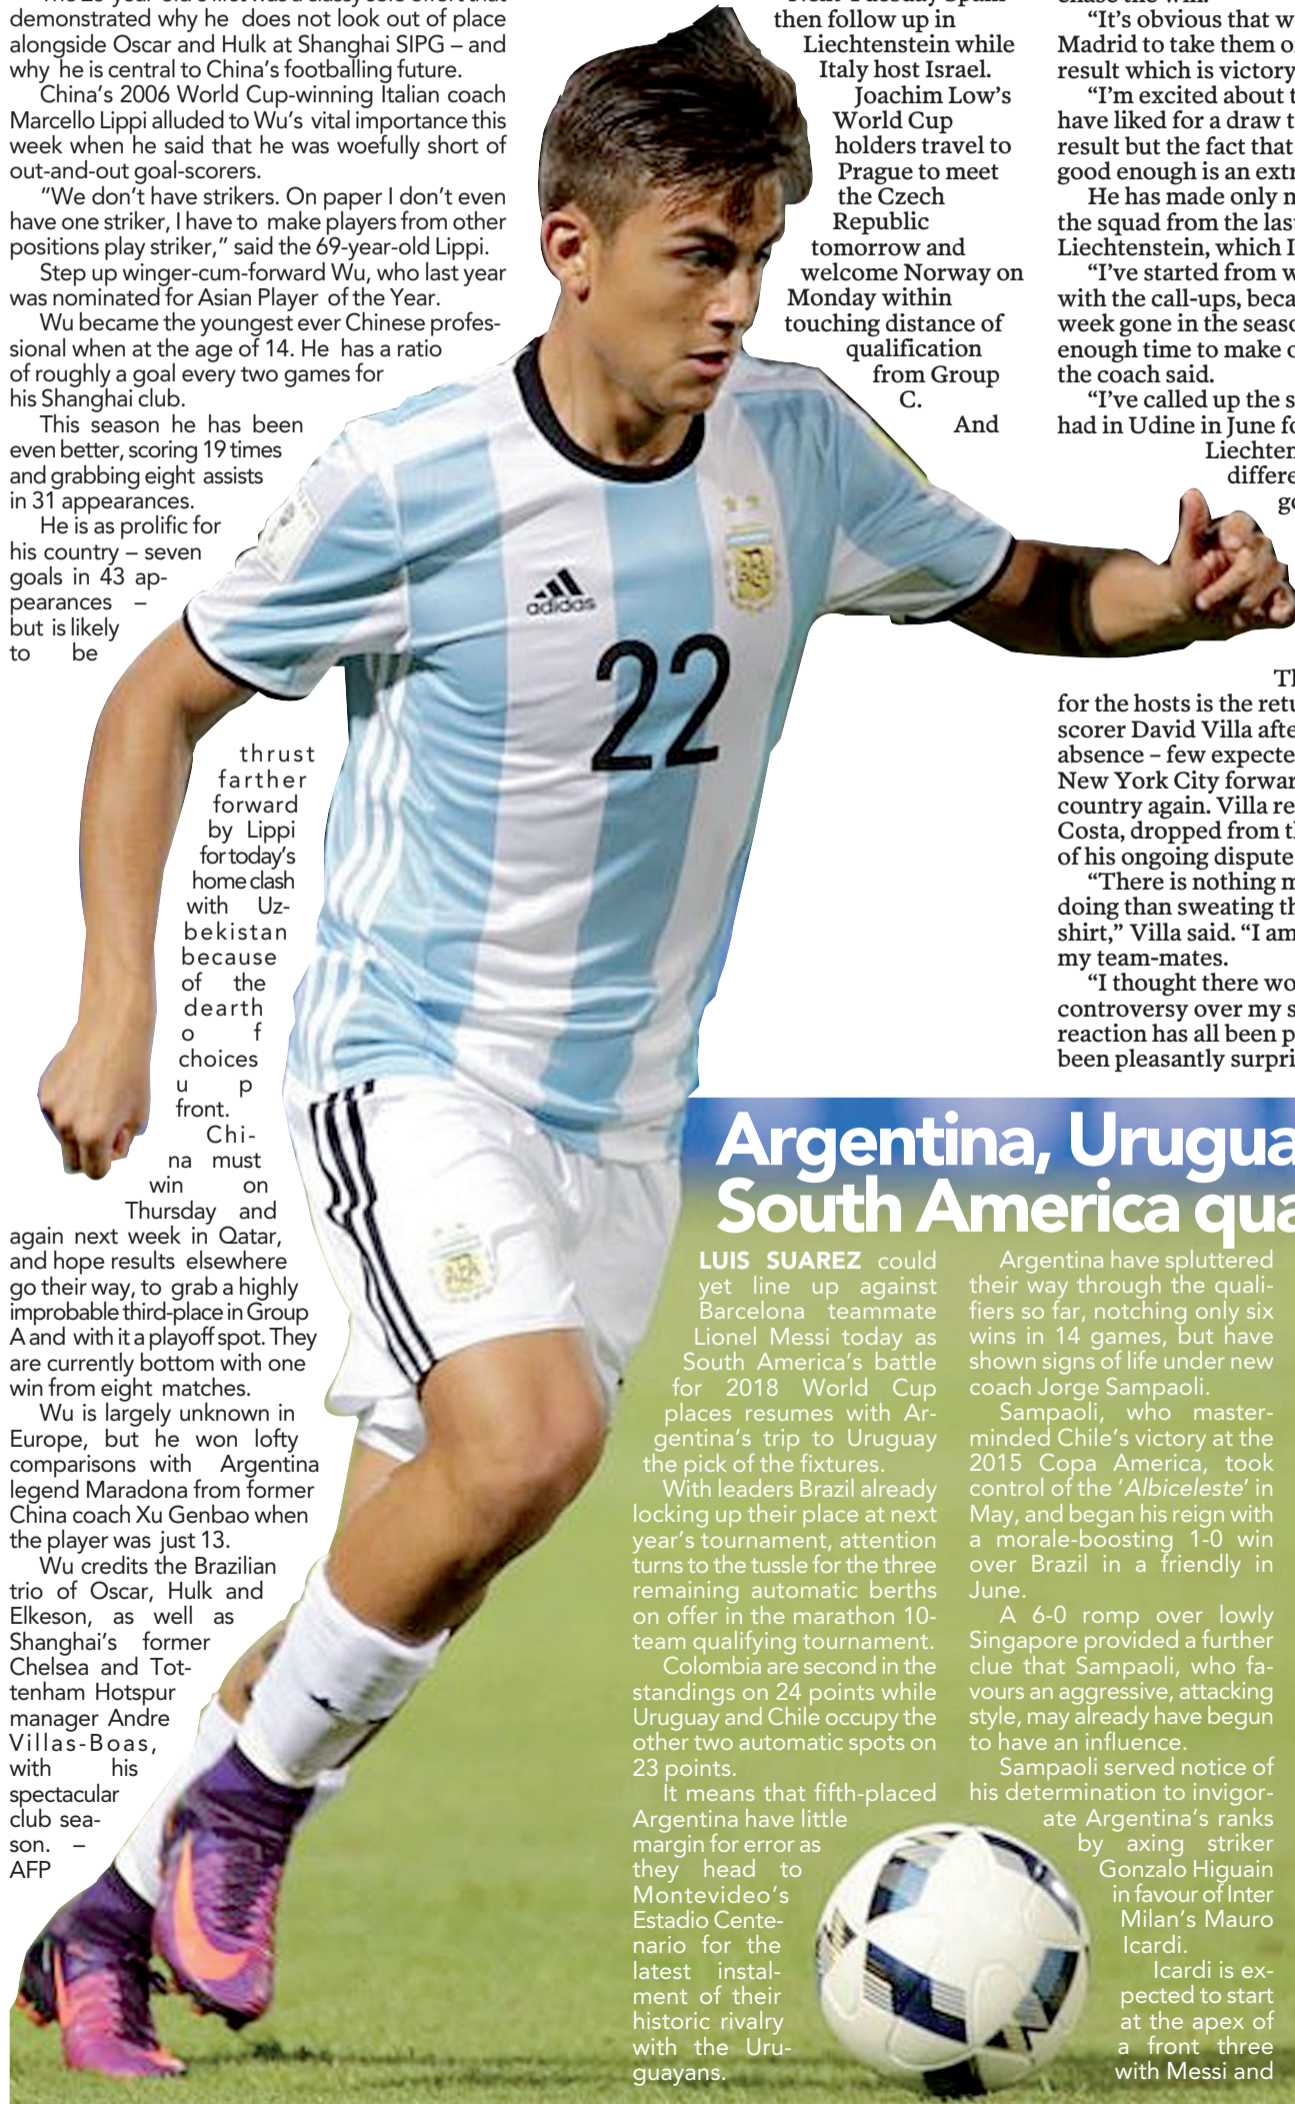 demonstrated why he does not look out of place
alongside Oscar and Hulk at Shanghai SIPG – and
why he is central to China's footballing future.
China's 2006 World Cup-winning Italian coach
Marcello Lippi alluded to Wu's vital importance this
week when he said that he was woefully short of
out-and-out goal-scorers.
"We don't have strikers. On paper I don't even
have one striker, I have to make players from other
positions play striker," said the 69-year-old Lippi.
Step up winger-cum-forward Wu, who last year
was nominated for Asian Player of the Year.
Wu became the youngest ever Chinese profes-
sional when at the age of 14. He has a ratio
of roughly a goal every two games for
his Shanghai club.
This season he has been
even better, scoring 19 times
and grabbing eight assists
in 31 appearances.
He is as prolific for
his country – seven
goals in 43 ap-
pearances –
but is likely
to be
thrust
farther
forward
by Lippi
for today's
home clash
with Uz-
bekistan
because
of the
dearth
o f
choices
u p
front.
Chi-
na must
win on
Thursday and
again next week in Qatar,
and hope results elsewhere
go their way, to grab a highly
improbable third-place in Group
A and with it a playoff spot. They
are currently bottom with one
win from eight matches.
Wu is largely unknown in
Europe, but he won lofty
comparisons with Argentina
legend Maradona from former
China coach Xu Genbao when
the player was just 13.
Wu credits the Brazilian
trio of Oscar, Hulk and
Elkeson, as well as
Shanghai's former
Chelsea and Tot-
tenham Hotspur
manager Andre
Villas-Boas,
with his
spectacular
club sea-
son. –
AFP
then follow up in
Liechtenstein while
Italy host Israel.
Joachim Low's
World Cup
holders travel to
Prague to meet
the Czech
Republic
tomorrow and
welcome Norway on
Monday within
touching distance of
qualification
from Group
C.
And
"It's obvious that w
Madrid to take them o
result which is victory
"I'm excited about t
have liked for a draw t
result but the fact that
good enough is an extr
He has made only m
the squad from the last
Liechtenstein, which I
"I've started from w
with the call-ups, beca
week gone in the seaso
enough time to make c
the coach said.
"I've called up the s
had in Udine in June fo
Liechten
differe
go
Th
for the hosts is the retu
scorer David Villa afte
absence – few expecte
New York City forwar
country again. Villa re
Costa, dropped from th
of his ongoing dispute
"There is nothing m
doing than sweating th
shirt," Villa said. "I am
my team-mates.
"I thought there wo
controversy over my s
reaction has all been p
been pleasantly surpri
adidas
22
Argentina, Urugua
South America qua
LUIS SUAREZ could
yet line up against
Barcelona teammate
Lionel Messi today as
South America's battle
for 2018 World Cup
places resumes with Ar-
gentina's trip to Uruguay
the pick of the fixtures.
With leaders Brazil already
locking up their place at next
year's tournament, attention
turns to the tussle for the three
remaining automatic berths
on offer in the marathon 10-
team qualifying tournament.
Colombia are second in the
standings on 24 points while
Uruguay and Chile occupy the
other two automatic spots on
23 points.
It means that fifth-placed
Argentina have little
margin for error as
they head to
Montevideo's
Estadio Cente-
nario for the
latest instal-
ment of their
historic rivalry
with the Uru-
guayans.
Argentina have spluttered
their way through the quali-
fiers so far, notching only six
wins in 14 games, but have
shown signs of life under new
coach Jorge Sampaoli.
Sampaoli, who master-
minded Chile's victory at the
2015 Copa America, took
control of the 'Albiceleste' in
May, and began his reign with
a morale-boosting 1-0 win
over Brazil in a friendly in
June.
A 6-0 romp over lowly
Singapore provided a further
clue that Sampaoli, who fa-
vours an aggressive, attacking
style, may already have begun
to have an influence.
Sampaoli served notice of
his determination to invigor-
ate Argentina's ranks
by axing striker
Gonzalo Higuain
in favour of Inter
Milan's Mauro
Icardi.
Icardi is ex-
pected to start
at the apex of
a front three
with Messi and